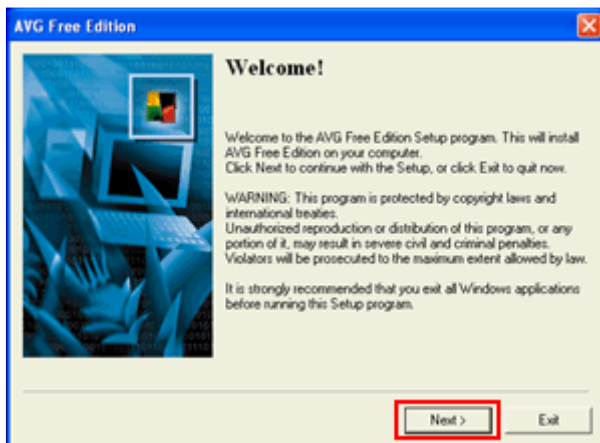 AVG Free Edition
Welcome!
Welcome to the AVG Free Edition Setup program. This will install
AVG Free Edition on your computer.
Click Next to continue with the Setup, or click Exit to quit now.
WARNING: This program is protected by copyright laws and
international treaties.
Unauthorized reproduction or distribution of this program, or any
portion of it, may result in severe civil and criminal penalties.
Violators will be prosecuted to the maximum extent allowed by law.
It is strongly recommended that you exit all Windows applications
before running this Setup program.
Next > Exit